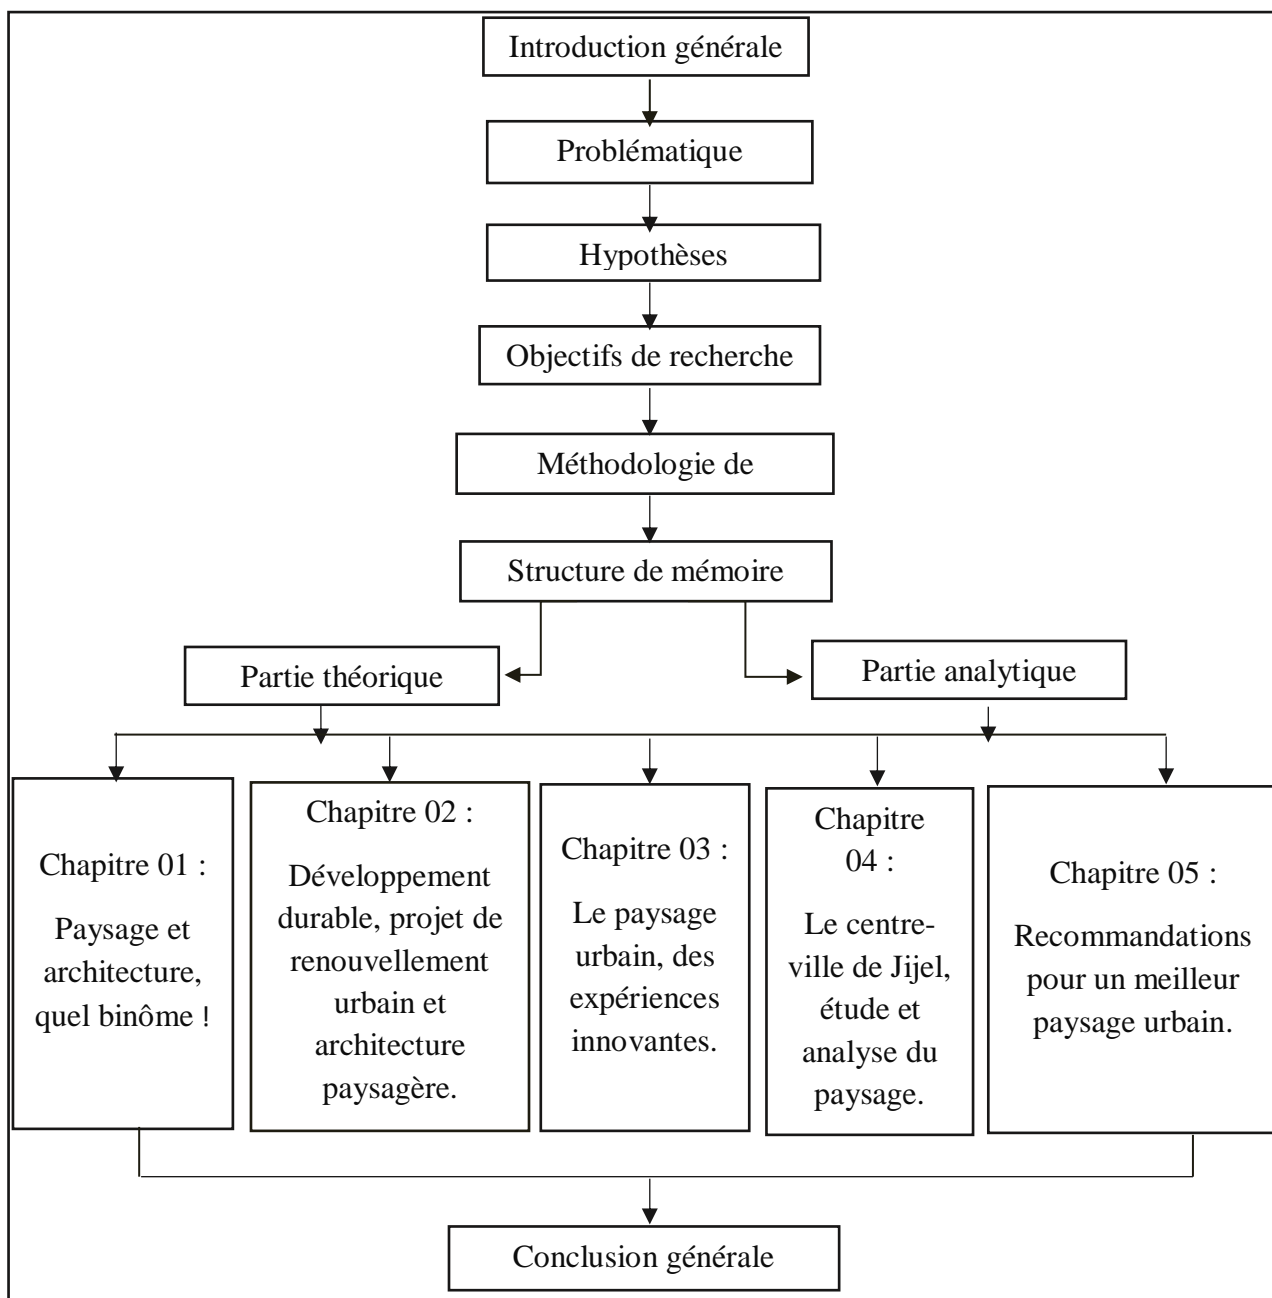 Introduction générale
Problématique
Hypothèses
Objectifs de recherche
Méthodologie de
Structure de mémoire
Partie théorique
Partie analytique
Chapitre 01 :
Paysage et
architecture,
quel binôme !
Chapitre 02 :
Développement
durable, projet de
renouvellement
urbain et
architecture
paysagère.
Chapitre 03 :
Le paysage
urbain, des
expériences
innovantes.
Chapitre
04 :
Le centre-
ville de Jijel,
étude et
analyse du
paysage.
Chapitre 05 :
Recommandations
pour un meilleur
paysage urbain.
Conclusion générale